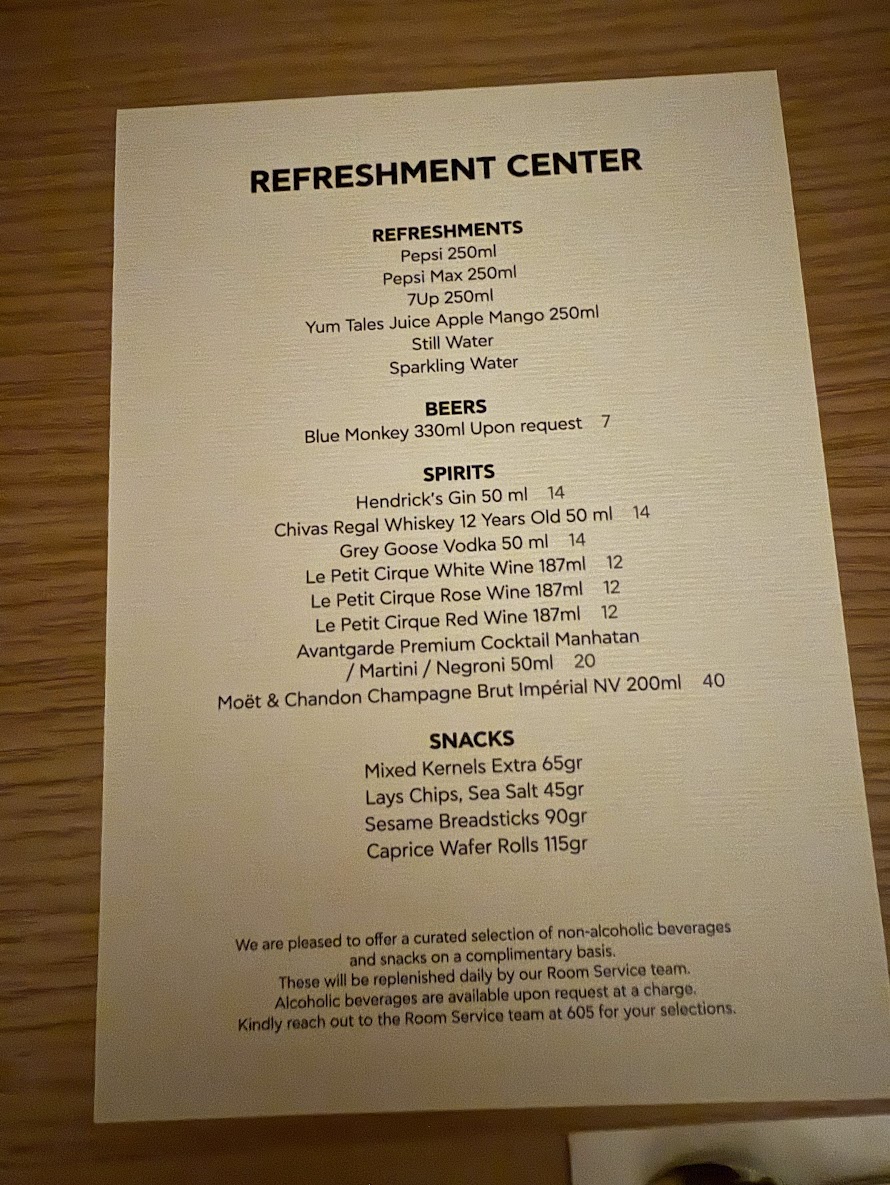 REFRESHMENT CENTER
REFRESHMENTS
Pepsi 250ml
Pepsi Max 250ml
7Up 250ml
Yum Tales Juice Apple Mango 250ml
Still Water
Sparkling Water
BEERS
Blue Monkey 330ml Upon request 7
SPIRITS
Hendrick's Gin 50 ml 14
Chivas Regal Whiskey 12 Years Old 50 ml 14
Grey Goose Vodka 50 ml 14
Le Petit Cirque White Wine 187ml 12
Le Petit Cirque Rose Wine 187ml 12
Le Petit Cirque Red Wine 187ml 12
Avantgarde Premium Cocktail Manhatan
/ Martini / Negroni 50ml 20
Moët & Chandon Champagne Brut Impérial NV 200ml 40
SNACKS
Mixed Kernels Extra 65gr
Lays Chips, Sea Salt 45gr
Sesame Breadsticks 90gr
Caprice Wafer Rolls 115gr
We are pleased to offer a curated selection of non-alcoholic beverages
and snacks on a complimentary basis.
These will be replenished daily by our Room Service team.
Alcoholic beverages are available upon request at a charge.
Kindly reach out to the Room Service team at 605 for your selections.